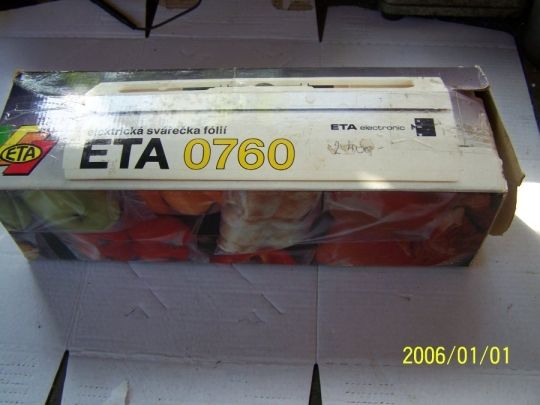 elektrická svářečka fólií
ETA electronic
ETA 0760
ETA
2006/01/01